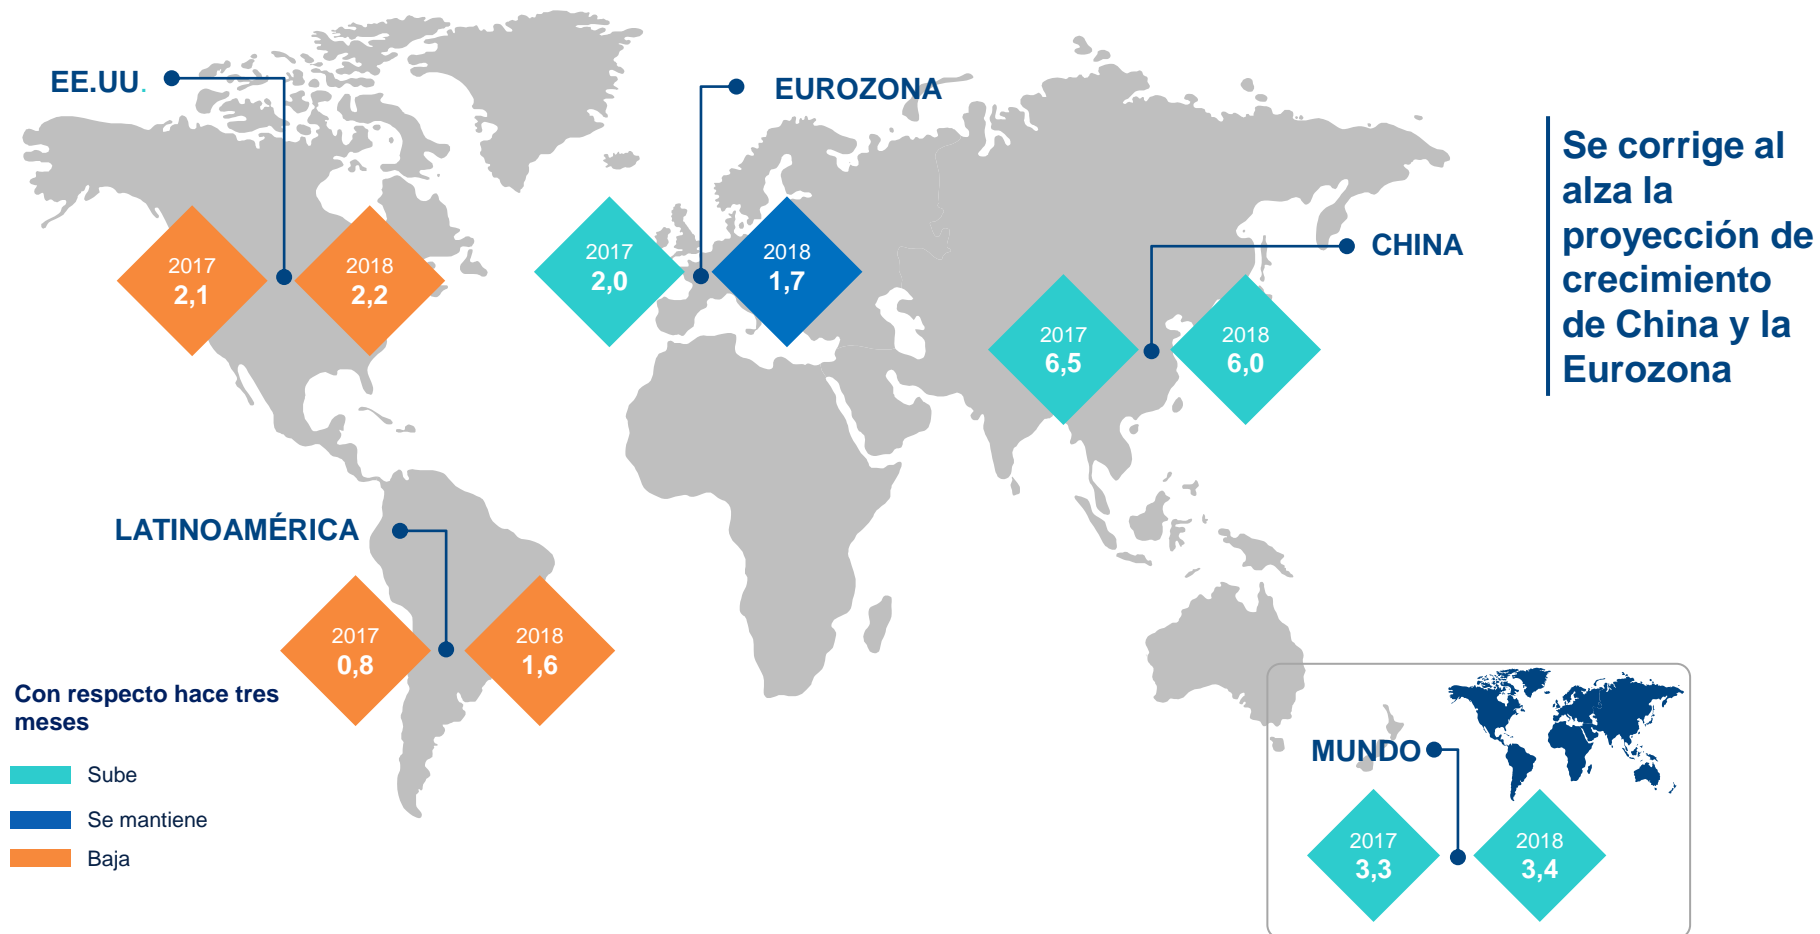 EE.UU.
2017
2,1
2018
2,2
EUROZONA
2017
2,0
2018
1,7
CHINA
2017
6,5
2018
6,0
Se corrige al
alza la
proyección de
crecimiento
de China y la
Eurozona
LATINOAMÉRICA
2017
0,8
2018
1,6
Con respecto hace tres
meses
Sube
Se mantiene
Baja
MUNDO
2017
3,3
2018
3,4